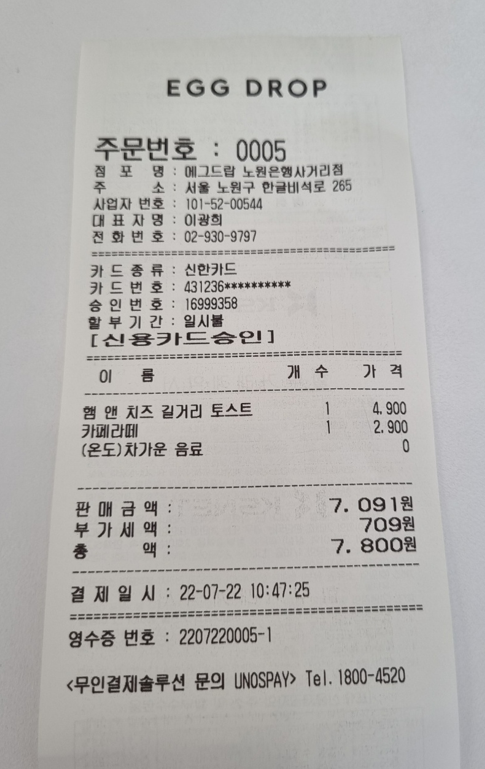 EGG DROP
주문번호 : 0005
점 포 명 : 에그드랍 노원은행사거리점
주 소 : 서울 노원구 한글비석로 265
사업자 번호 : 101-52-00544
대 표 자 명 : 이광희
전 화 번 호 : 02-930-9797
카 드 종 류 : 신한카드
카 드 번 호 : 431236**********
승 인 번 호 : 16999358
할 부 기 간 : 일시불
[신용카드승인]
이 름 개 수 가 격
햄 앤 치즈 길거리 토스트 1 4,900
카페라떼 1 2,900
(온도)차가운 음료 0
판 매 금 액 : 7,091원
부 가 세 액 : 709원
총 액 : 7,800원
결 제 일 시 : 22-07-22 10:47:25
영수증 번호 : 2207220005-1
<무인결제솔루션 문의 UNOSPAY> Tel.1800-4520